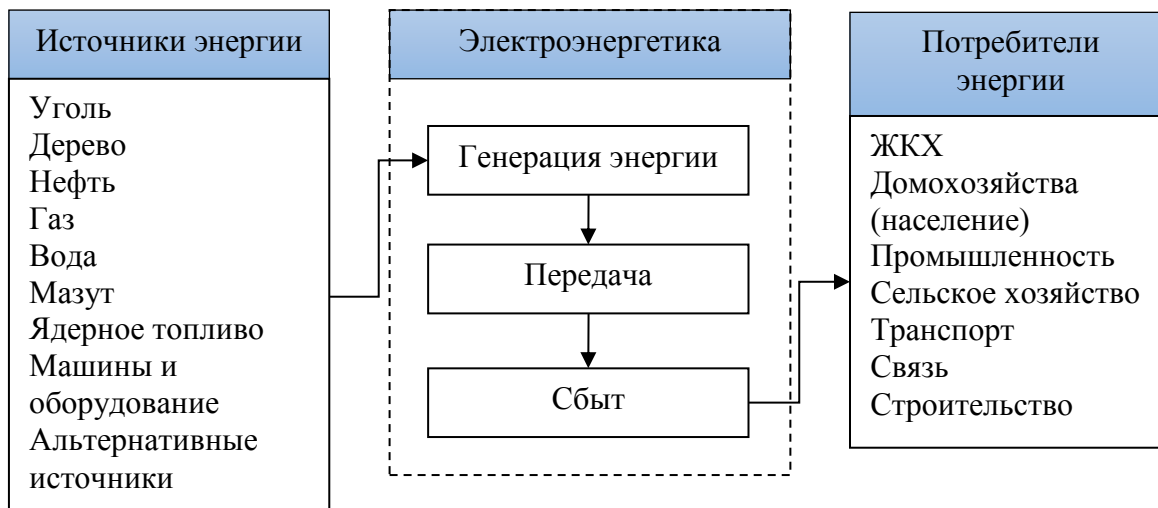 Источники энергии
Уголь
Дерево
Нефть
Газ
Вода
Мазут
Ядерное топливо
Машины и
оборудование
Альтернативные
источники
Электроэнергетика
Генерация энергии
Передача
Сбыт
Потребители
энергии
ЖКХ
Домохозяйства
(население)
Промышленность
Сельское хозяйство
Транспорт
Связь
Строительство